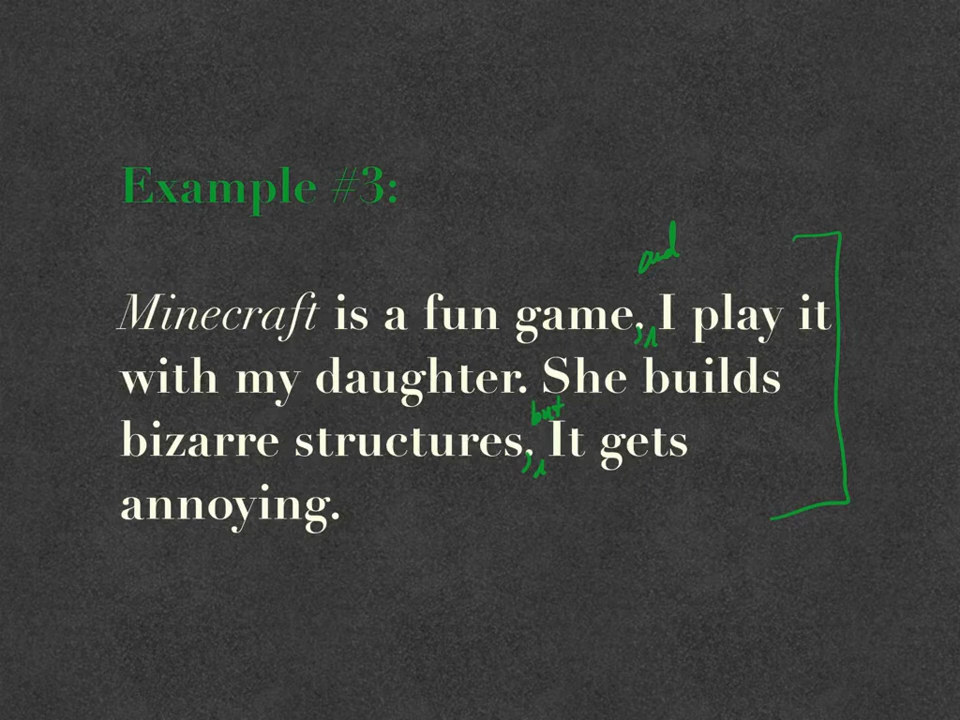 Example #3:
and
Minecraft is a fun game. , I play it
with my daughter. She builds
but
bizarre structures. , It gets
annoying.